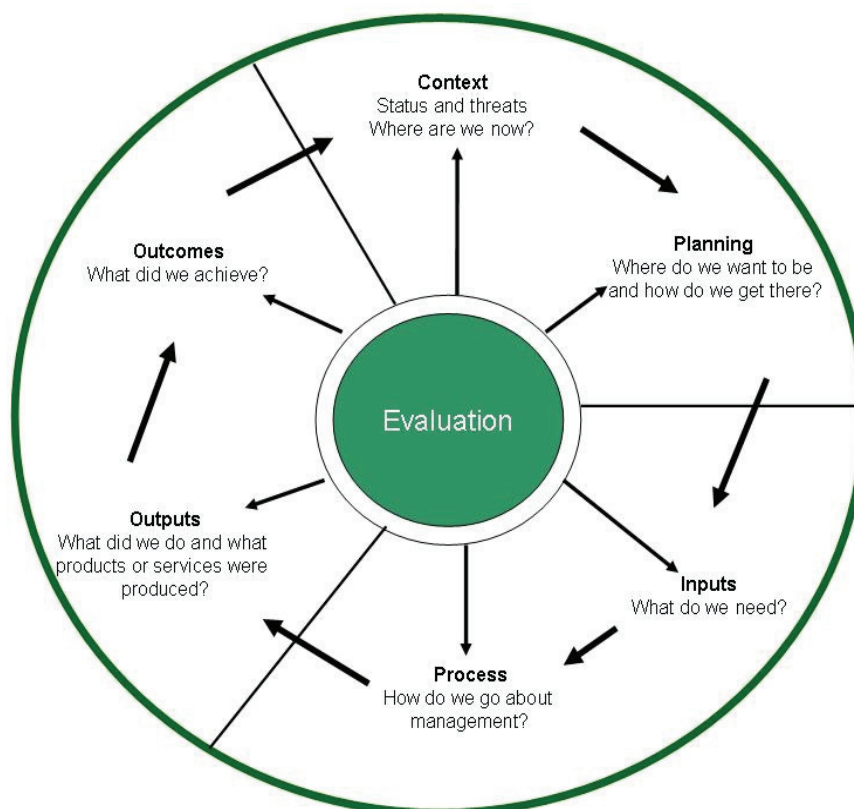 Context
Status and threats
Where are we now?
Planning
Where do we want to be
and how do we get there?
Inputs
What do we need?
Process
How do we go about
management?
Outputs
What did we do and what
products or services were
produced?
Outcomes
What did we achieve?
Evaluation